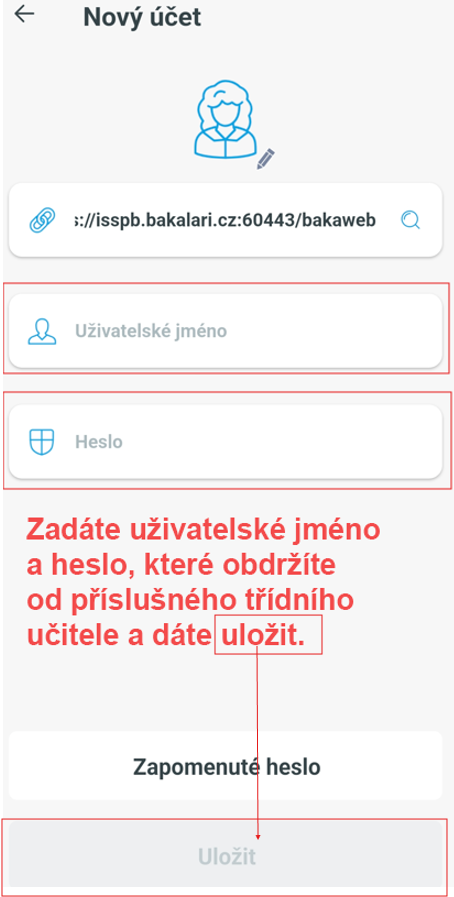 Nový účet
s://isspb.bakalari.cz:60443/bakaweb
Uživatelské jméno
Heslo
Zadáte uživatelské jméno
a heslo, které obdržíte
od příslušného třídního
učitele a dáte uložit.
Zapomenuté heslo
Uložit